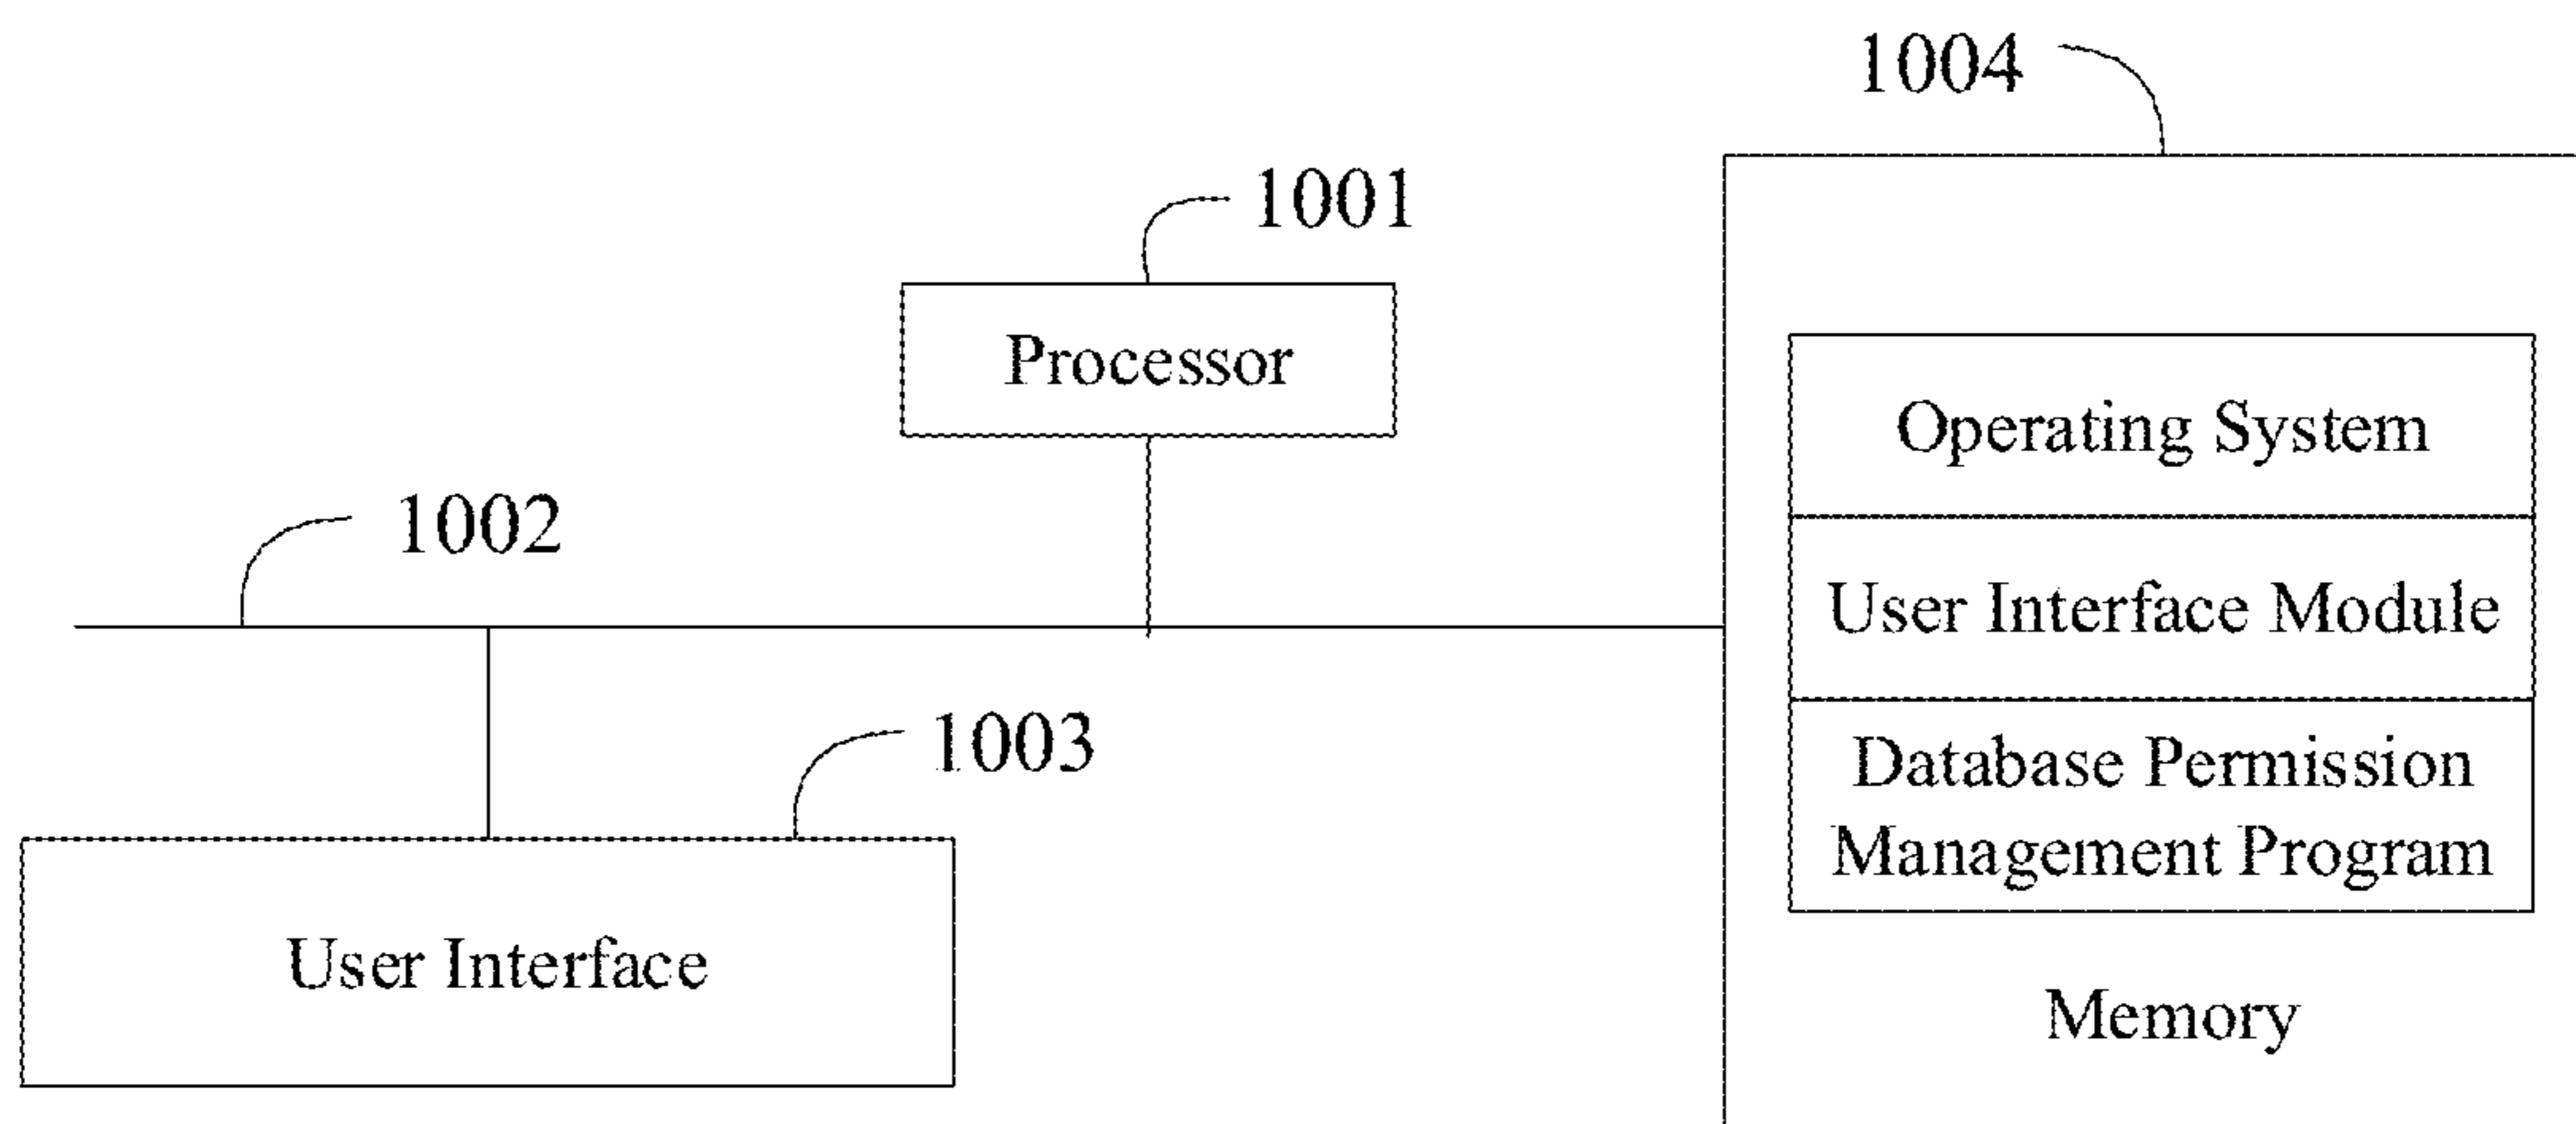 1004
1001
Processor
Operating System
1002
User Interface Module
1003
Database Permission
Management Program
User Interface
Memory